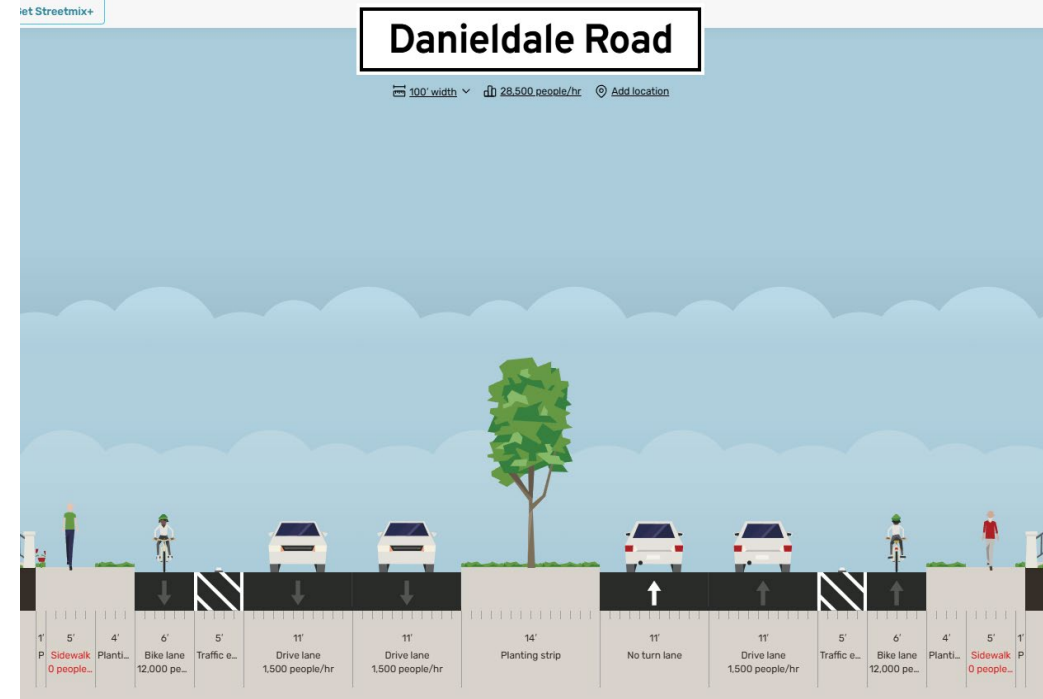 Get Streetmix+
Danieldale Road
100' width
28,500 people/hr
Add location
1'
P
5'
Sidewalk
0 people...
4'
Planti...
6'
Bike lane
12,000 pe...
5'
Traffic e...
11'
Drive lane
1,500 people/hr
11'
Drive lane
1,500 people/hr
14'
Planting strip
11'
No turn lane
11'
Drive lane
1,500 people/hr
5'
Traffic e...
6'
Bike lane
12,000 pe...
4'
Planti...
5'
Sidewalk
0 people...
1'
P